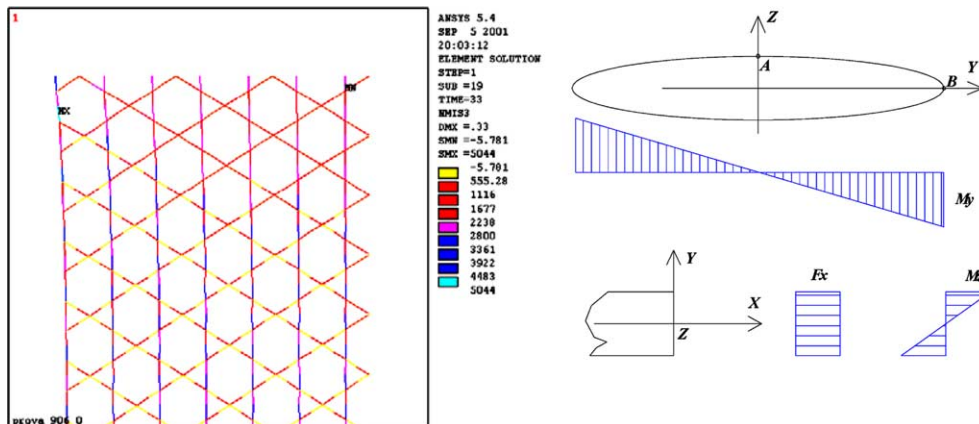 1
ANSYS 5.4
SEP 5 2001
20:03:12
ELEMENT SOLUTION
STEP=1
SUB =19
TIME=33
NMIS3
DMX =.33
SMN =-5.781
SMX =5044
-5.781
555.28
1116
1677
2238
2800
3361
3922
4483
5044
MX
MN
prova 906 0
Z
A
B
Y
My
Y
X
Z
Fx